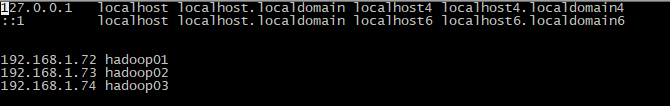 127.0.0.1   localhost localhost.localdomain localhost4 localhost4.localdomain4
::1         localhost localhost.localdomain localhost6 localhost6.localdomain6
192.168.1.72 hadoop01
192.168.1.73 hadoop02
192.168.1.74 hadoop03